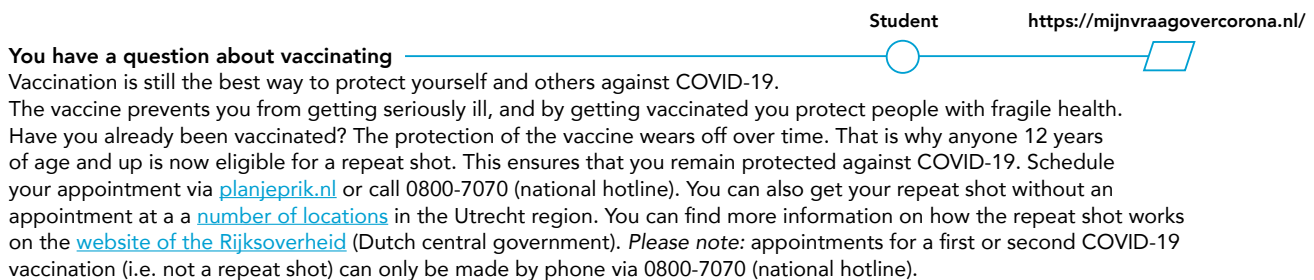 Student https://mijnvraagovercorona.nl/
You have a question about vaccinating
Vaccination is still the best way to protect yourself and others against COVID-19.
The vaccine prevents you from getting seriously ill, and by getting vaccinated you protect people with fragile health.
Have you already been vaccinated? The protection of the vaccine wears off over time. That is why anyone 12 years
of age and up is now eligible for a repeat shot. This ensures that you remain protected against COVID-19. Schedule
your appointment via planjeprik.nl or call 0800-7070 (national hotline). You can also get your repeat shot without an
appointment at a a number of locations in the Utrecht region. You can find more information on how the repeat shot works
on the website of the Rijksoverheid (Dutch central government). Please note: appointments for a first or second COVID-19
vaccination (i.e. not a repeat shot) can only be made by phone via 0800-7070 (national hotline).